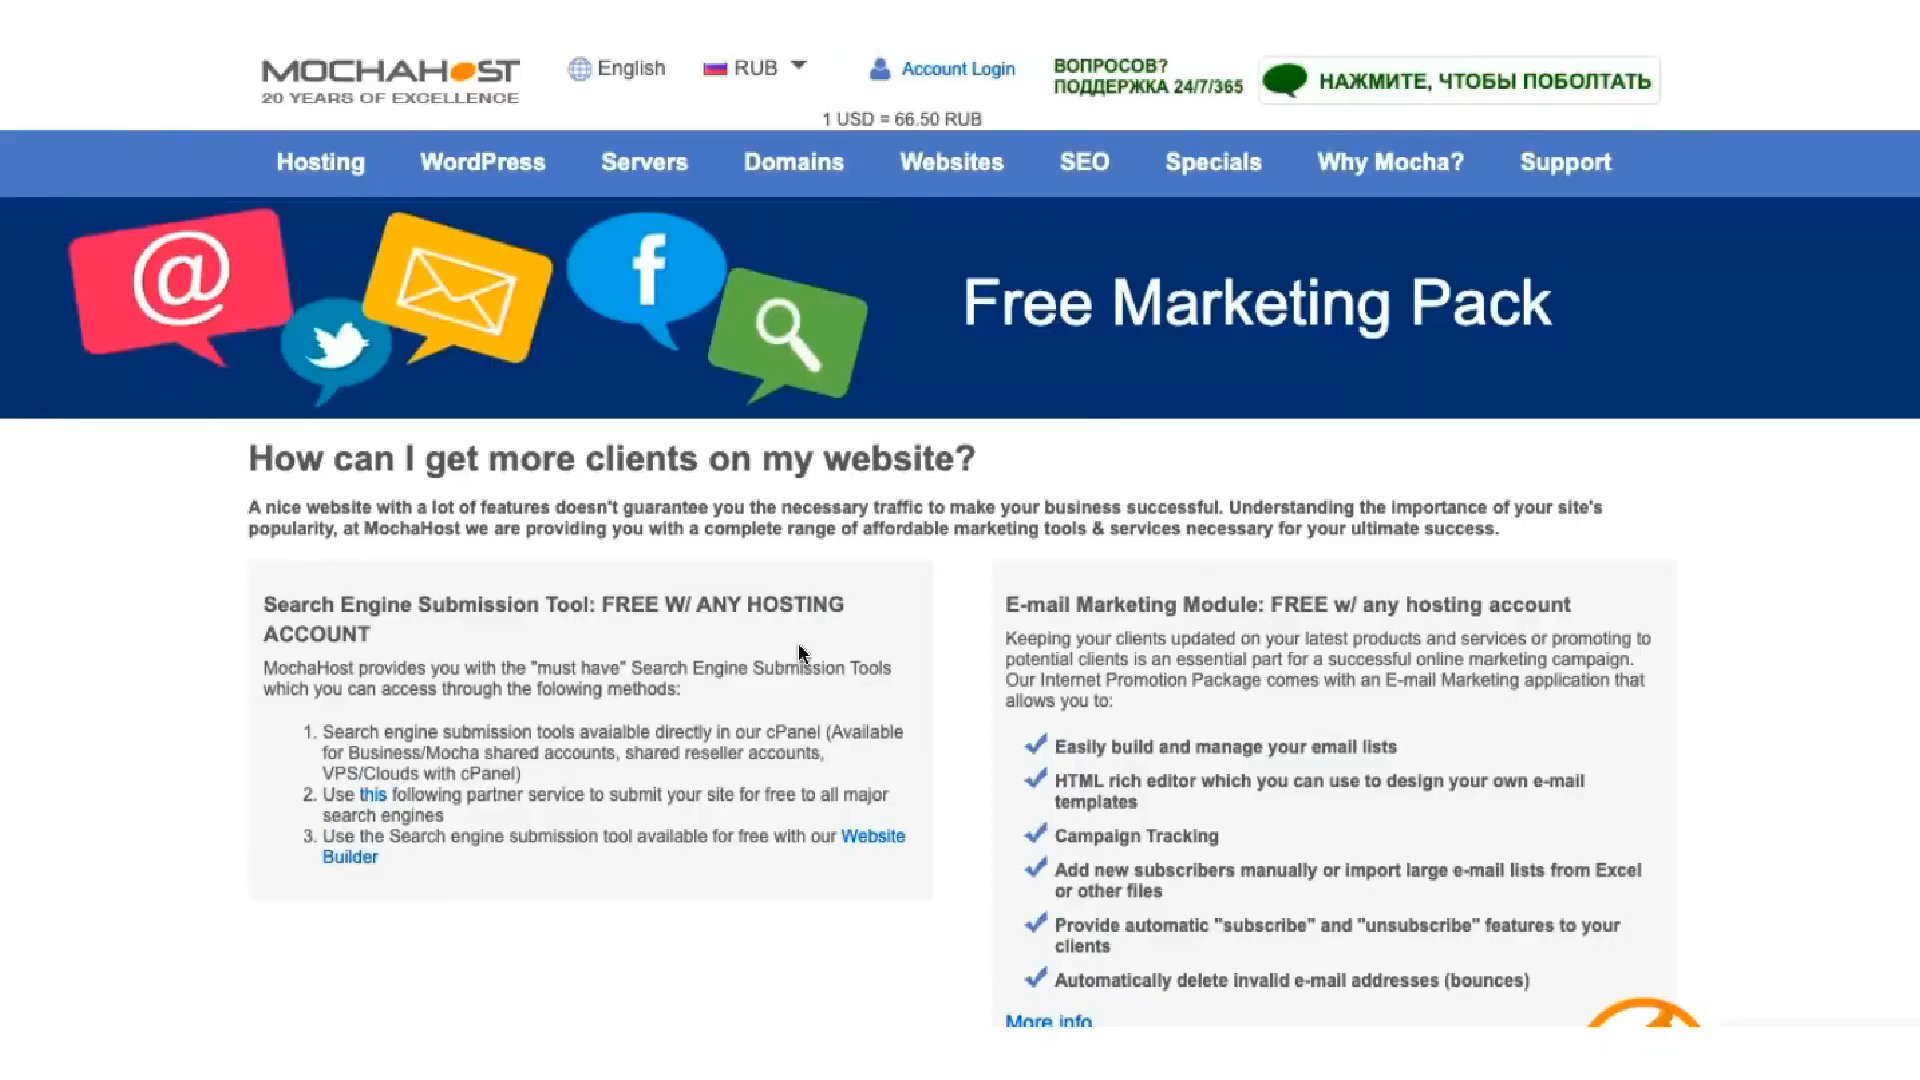 MOCHAHOST
20 YEARS OF EXCELLENCE
English
RUB
Account Login
1 USD = 66.50 RUB
ВОПРОСОВ?
ПОДДЕРЖКА 24/7/365
НАЖМИТЕ, ЧТОБЫ ПОБОЛТАТЬ
Hosting
WordPress
Servers
Domains
Websites
SEO
Specials
Why Mocha?
Support
@
f
Free Marketing Pack
How can I get more clients on my website?
A nice website with a lot of features doesn't guarantee you the necessary traffic to make your business successful. Understanding the importance of your site's
popularity, at MochaHost we are providing you with a complete range of affordable marketing tools & services necessary for your ultimate success.
Search Engine Submission Tool: FREE W/ ANY HOSTING
ACCOUNT
MochaHost provides you with the "must have" Search Engine Submission Tools
which you can access through the folowing methods:
1. Search engine submission tools avaialble directly in our cPanel (Available
for Business/Mocha shared accounts, shared reseller accounts,
VPS/Clouds with cPanel)
2. Use this following partner service to submit your site for free to all major
search engines
3. Use the Search engine submission tool available for free with our Website
Builder
E-mail Marketing Module: FREE w/ any hosting account
Keeping your clients updated on your latest products and services or promoting to
potential clients is an essential part for a successful online marketing campaign.
Our Internet Promotion Package comes with an E-mail Marketing application that
allows you to:
Easily build and manage your email lists
HTML rich editor which you can use to design your own e-mail
templates
Campaign Tracking
Add new subscribers manually or import large e-mail lists from Excel
or other files
Provide automatic "subscribe" and "unsubscribe" features to your
clients
Automatically delete invalid e-mail addresses (bounces)
More info